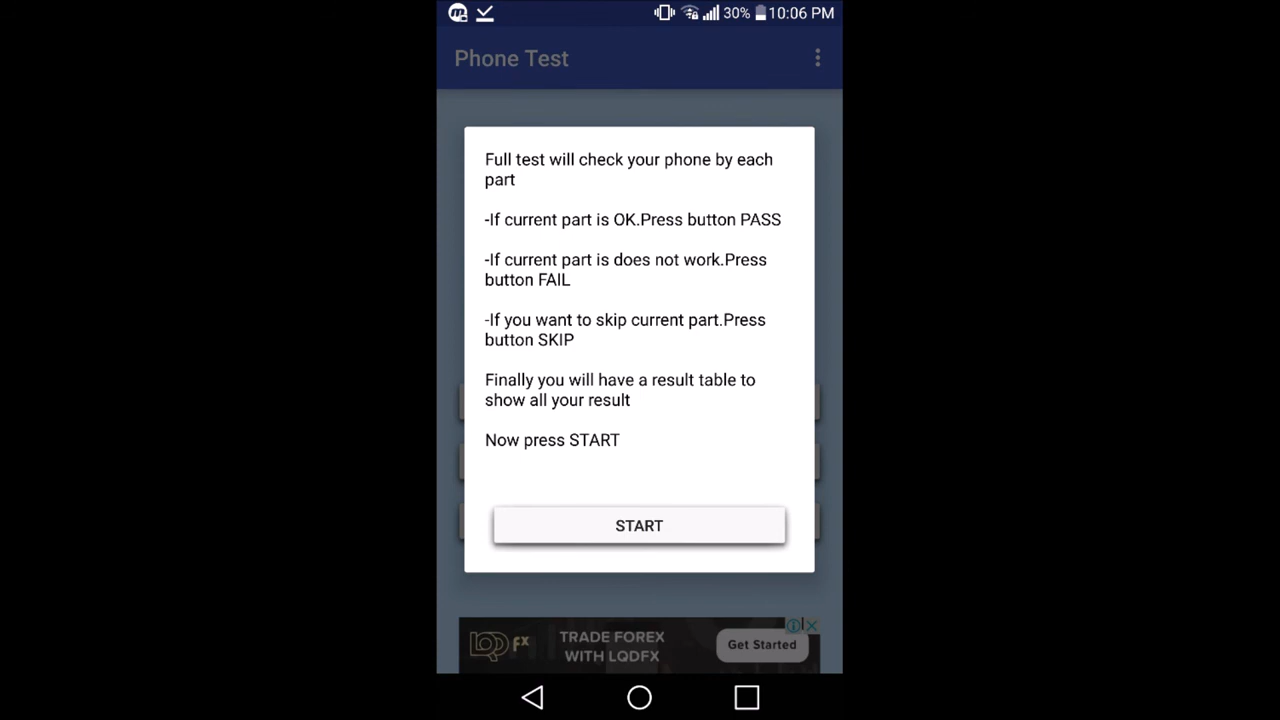 30% 10:06 PM
Phone Test
Full test will check your phone by each
part
-If current part is OK.Press button PASS
-If current part is does not work.Press
button FAIL
-If you want to skip current part.Press
button SKIP
Finally you will have a result table to
show all your result
Now press START
START
LQD FX
TRADE FOREX
WITH LQDFX
Get Started